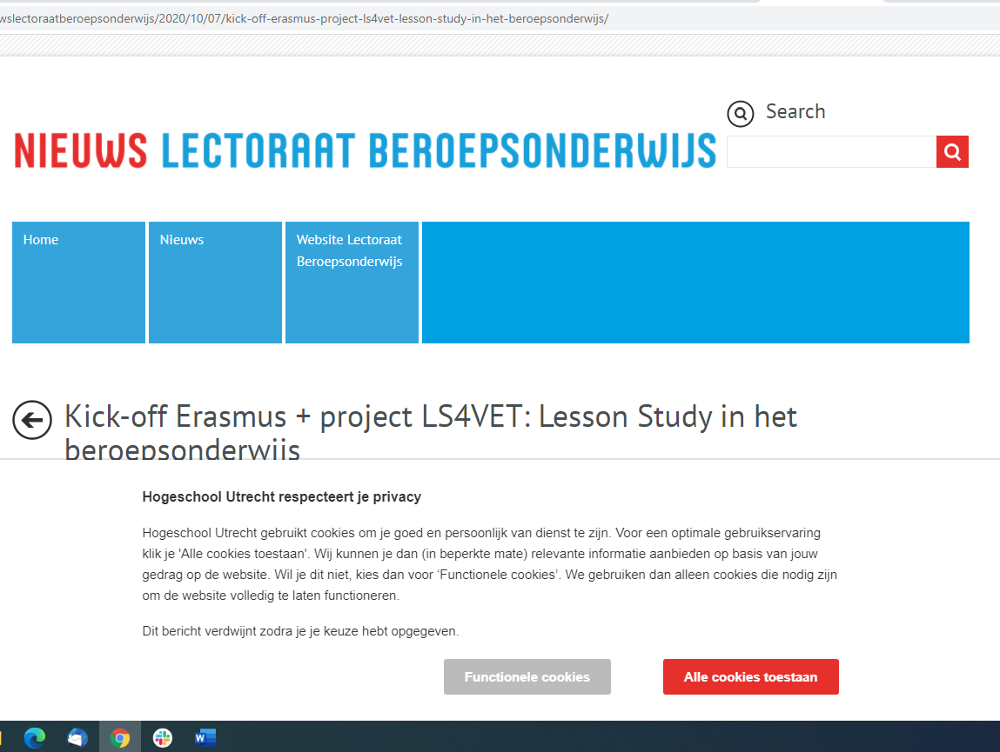 wslectoraatberoepsonderwijs/2020/10/07/kick-off-erasmus-project-ls4vet-lesson-study-in-het-beroepsonderwijs/
Search
NIEUWS LECTORAAT BEROEPSONDERWIJS
Home
Nieuws
Website Lectoraat
Beroepsonderwijs
Kick-off Erasmus + project LS4VET: Lesson Study in het
beroepsonderwijs
Hogeschool Utrecht respecteert je privacy
Hogeschool Utrecht gebruikt cookies om je goed en persoonlijk van dienst te zijn. Voor een optimale gebruikservaring
klik je 'Alle cookies toestaan'. Wij kunnen je dan (in beperkte mate) relevante informatie aanbieden op basis van jouw
gedrag op de website. Wil je dit niet, kies dan voor ‘Functionele cookies’. We gebruiken dan alleen cookies die nodig zijn
om de website volledig te laten functioneren.
Dit bericht verdwijnt zodra je je keuze hebt opgegeven.
Functionele cookies
Alle cookies toestaan
W